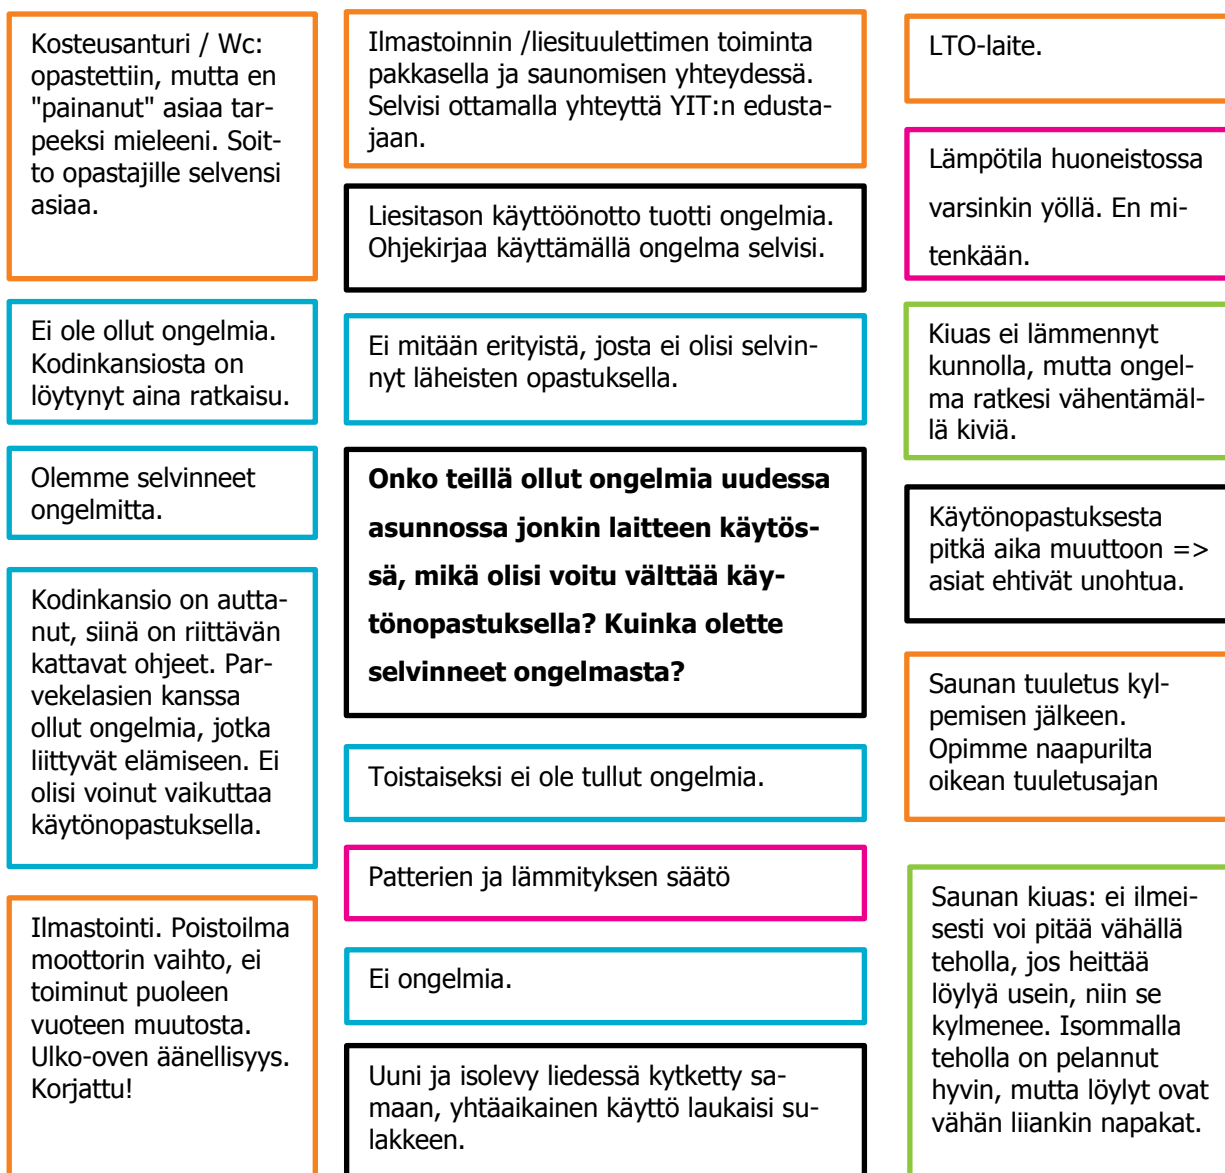 Kosteusanturi / Wc:
opastettiin, mutta en
"painanut" asiaa tar-
peeksi mieleeni. Soit-
to opastajille selvensi
asiaa.
Ei ole ollut ongelmia.
Kodinkansiosta on
löytynyt aina ratkaisu.
Olemme selvinneet
ongelmitta.
Kodinkansio on autta-
nut, siinä on riittävän
kattavat ohjeet. Par-
vekelasien kanssa
ollut ongelmia, jotka
liittyvät elämiseen. Ei
olisi voinut vaikuttaa
käytönopastuksella.
Ilmastointi. Poistoilma
moottorin vaihto, ei
toiminut puoleen
vuoteen muutosta.
Ulko-oven äänellisyys.
Korjattu!
Ilmastoinnin /liesituulettimen toiminta
pakkasella ja saunomisen yhteydessä.
Selvisi ottamalla yhteyttä YIT:n edusta-
jaan.
Liesitason käyttöönotto tuotti ongelmia.
Ohjekirjaa käyttämällä ongelma selvisi.
Ei mitään erityistä, josta ei olisi selvin-
nyt läheisten opastuksella.
Onko teillä ollut ongelmia uudessa
asunnossa jonkin laitteen käytös-
sä, mikä olisi voitu välttää käy-
tönopastuksella? Kuinka olette
selvinneet ongelmasta?
Toistaiseksi ei ole tullut ongelmia.
Patterien ja lämmityksen säätö
Ei ongelmia.
Uuni ja isolevy liedessä kytketty sa-
maan, yhtäaikainen käyttö laukaisi su-
lakkeen.
LTO-laite.
Lämpötila huoneistossa
varsinkin yöllä. En mi-
tenkään.
Kiuas ei lämmennyt
kunnolla, mutta ongel-
ma ratkesi vähentämäl-
lä kiviä.
Käytönopastuksesta
pitkä aika muuttoon =>
asiat ehtivät unohtua.
Saunan tuuletus kyl-
pemisen jälkeen.
Opimme naapurilta
oikean tuuletusajan
Saunan kiuas: ei ilmei-
sesti voi pitää vähällä
teholla, jos heittää
löylyä usein, niin se
kylmenee. Isommalla
teholla on pelannut
hyvin, mutta löylyt ovat
vähän liiankin napakat.